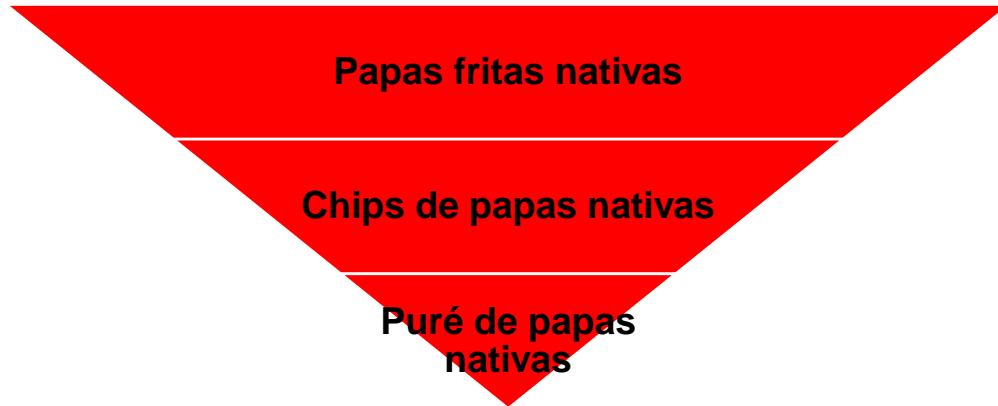 Papas fritas nativas
Chips de papas nativas
Puré de papas
nativas